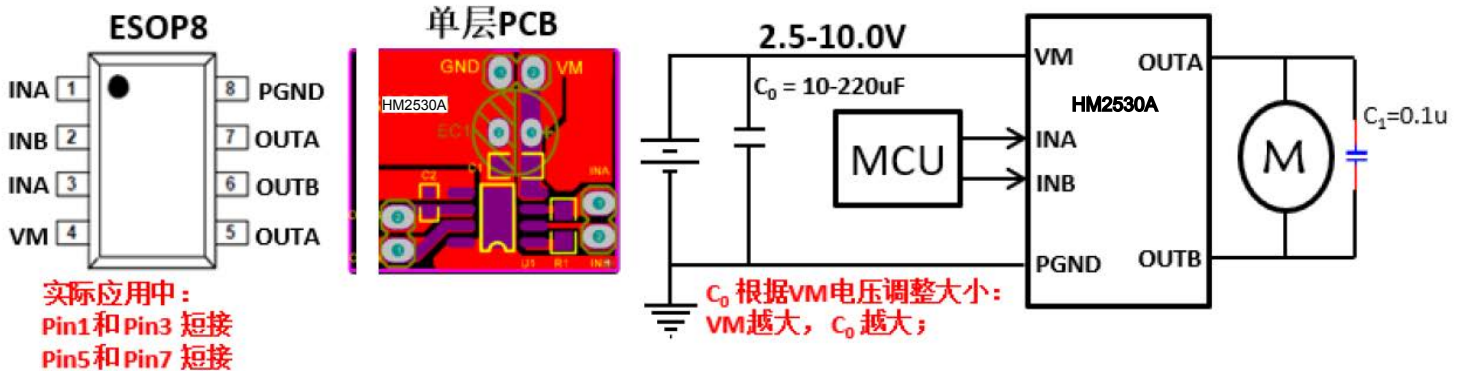 ESOP8
INA 1
INB 2
INA 3
VM 4
8 PGND
7 OUTA
6 OUTB
5 OUTA
实际应用中：
Pin1和Pin3 短接
Pin5和Pin7 短接
单层PCB
GND
VM
HM2530A
EC1
+
C1
C2
INA
U1
R1
INB
2.5-10.0V
C0 = 10-220uF
MCU
VM
OUTA
HM2530A
INA
INB
PGND
OUTB
M
C1=0.1u
C0 根据VM电压调整大小：
VM越大，C0 越大；